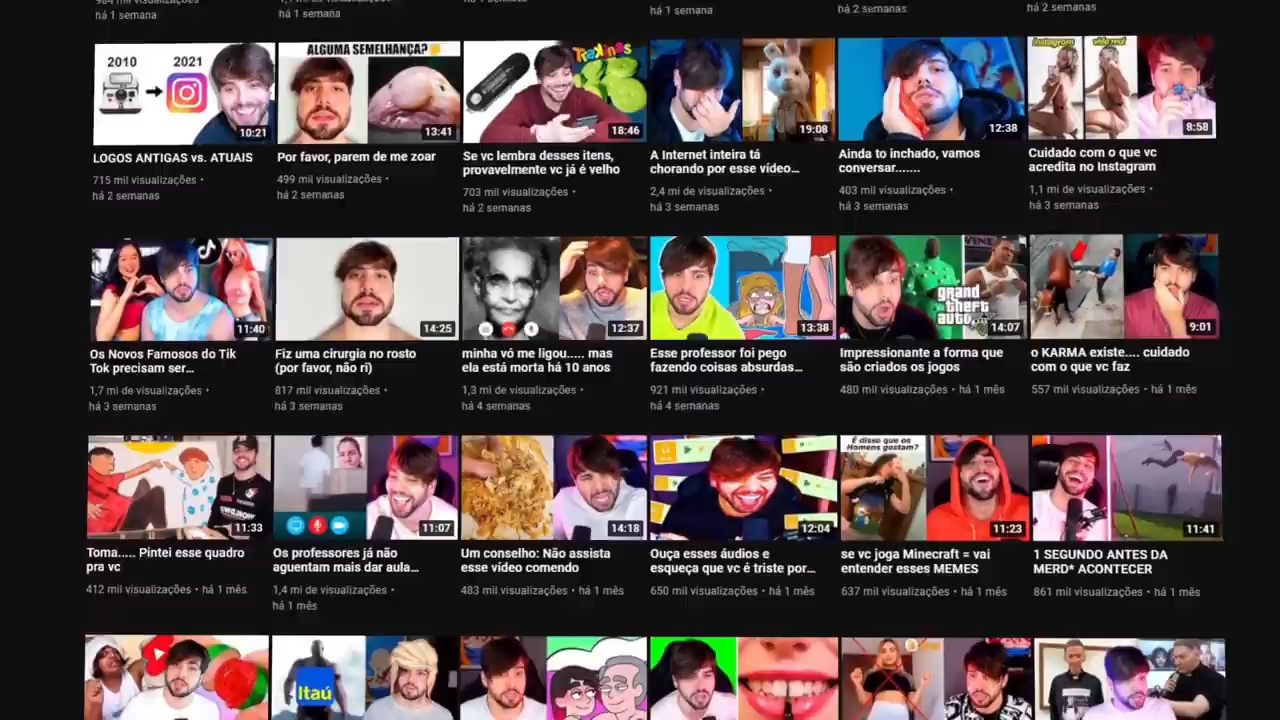 há 1 semana
há 1 semana
há 2 semanas
há 2 semanas
2010
2021
10:21
ALGUMA SEMELHANÇA?
13:41
TRAKINAS
18:46
19:08
12:38
Instagram
vida real
8:58
LOGOS ANTIGAS vs. ATUAIS
715 mil visualizações •
há 2 semanas
Por favor, parem de me zoar
499 mil visualizações •
há 2 semanas
Se vc lembra desses itens,
provavelmente vc já é velho
703 mil visualizações •
há 2 semanas
A Internet inteira tá
chorando por esse vídeo...
2,4 mi de visualizações •
há 3 semanas
Ainda to inchado, vamos
conversar.......
403 mil visualizações •
há 3 semanas
Cuidado com o que vc
acredita no Instagram
1,1 mi de visualizações •
há 3 semanas
11:40
14:25
12:37
13:38
grand
theft
auto
14:07
9:01
Os Novos Famosos do Tik
Tok precisam ser...
1,7 mi de visualizações •
há 3 semanas
Fiz uma cirurgia no rosto
(por favor, não ri)
817 mil visualizações •
há 3 semanas
minha vó me ligou..... mas
ela está morta há 10 anos
1,3 mi de visualizações •
há 4 semanas
Esse professor foi pego
fazendo coisas absurdas...
921 mil visualizações •
há 4 semanas
Impressionante a forma que
são criados os jogos
480 mil visualizações • há 1 mês
o KARMA existe.... cuidado
com o que vc faz
557 mil visualizações • há 1 mês
11:33
11:07
14:18
12:04
É disso que os
Homens gostam?
11:23
11:41
Toma..... Pintei esse quadro
pra vc
412 mil visualizações • há 1 mês
Os professores já não
aguentam mais dar aula...
1,4 mi de visualizações •
há 1 mês
Um conselho: Não assista
esse vídeo comendo
483 mil visualizações • há 1 mês
Ouça esses áudios e
esqueça que vc é triste por...
650 mil visualizações • há 1 mês
se vc joga Minecraft = vai
entender esses MEMES
637 mil visualizações • há 1 mês
1 SEGUNDO ANTES DA
MERD* ACONTECER
861 mil visualizações • há 1 mês
Itaú